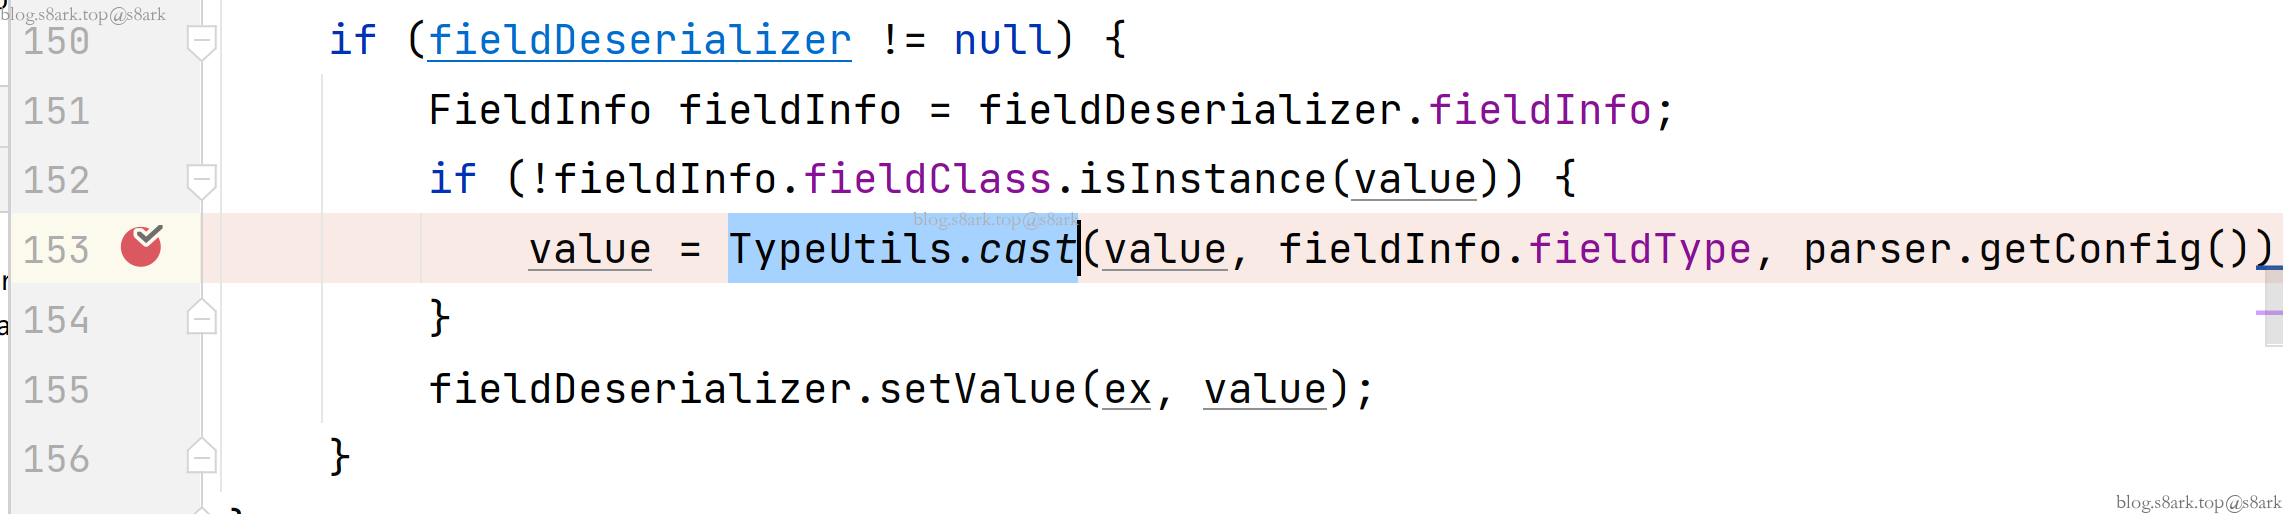 blog.s8ark.top@s8ark
150 if (fieldDeserializer != null) {
151 FieldInfo fieldInfo = fieldDeserializer.fieldInfo;
152 if (!fieldInfo.fieldClass.isInstance(value)) {
blog.s8ark.top@s8ark
153 value = TypeUtils.cast(value, fieldInfo.fieldType, parser.getConfig())
154 }
155 fieldDeserializer.setValue(ex, value);
156 }
blog.s8ark.top@s8ark